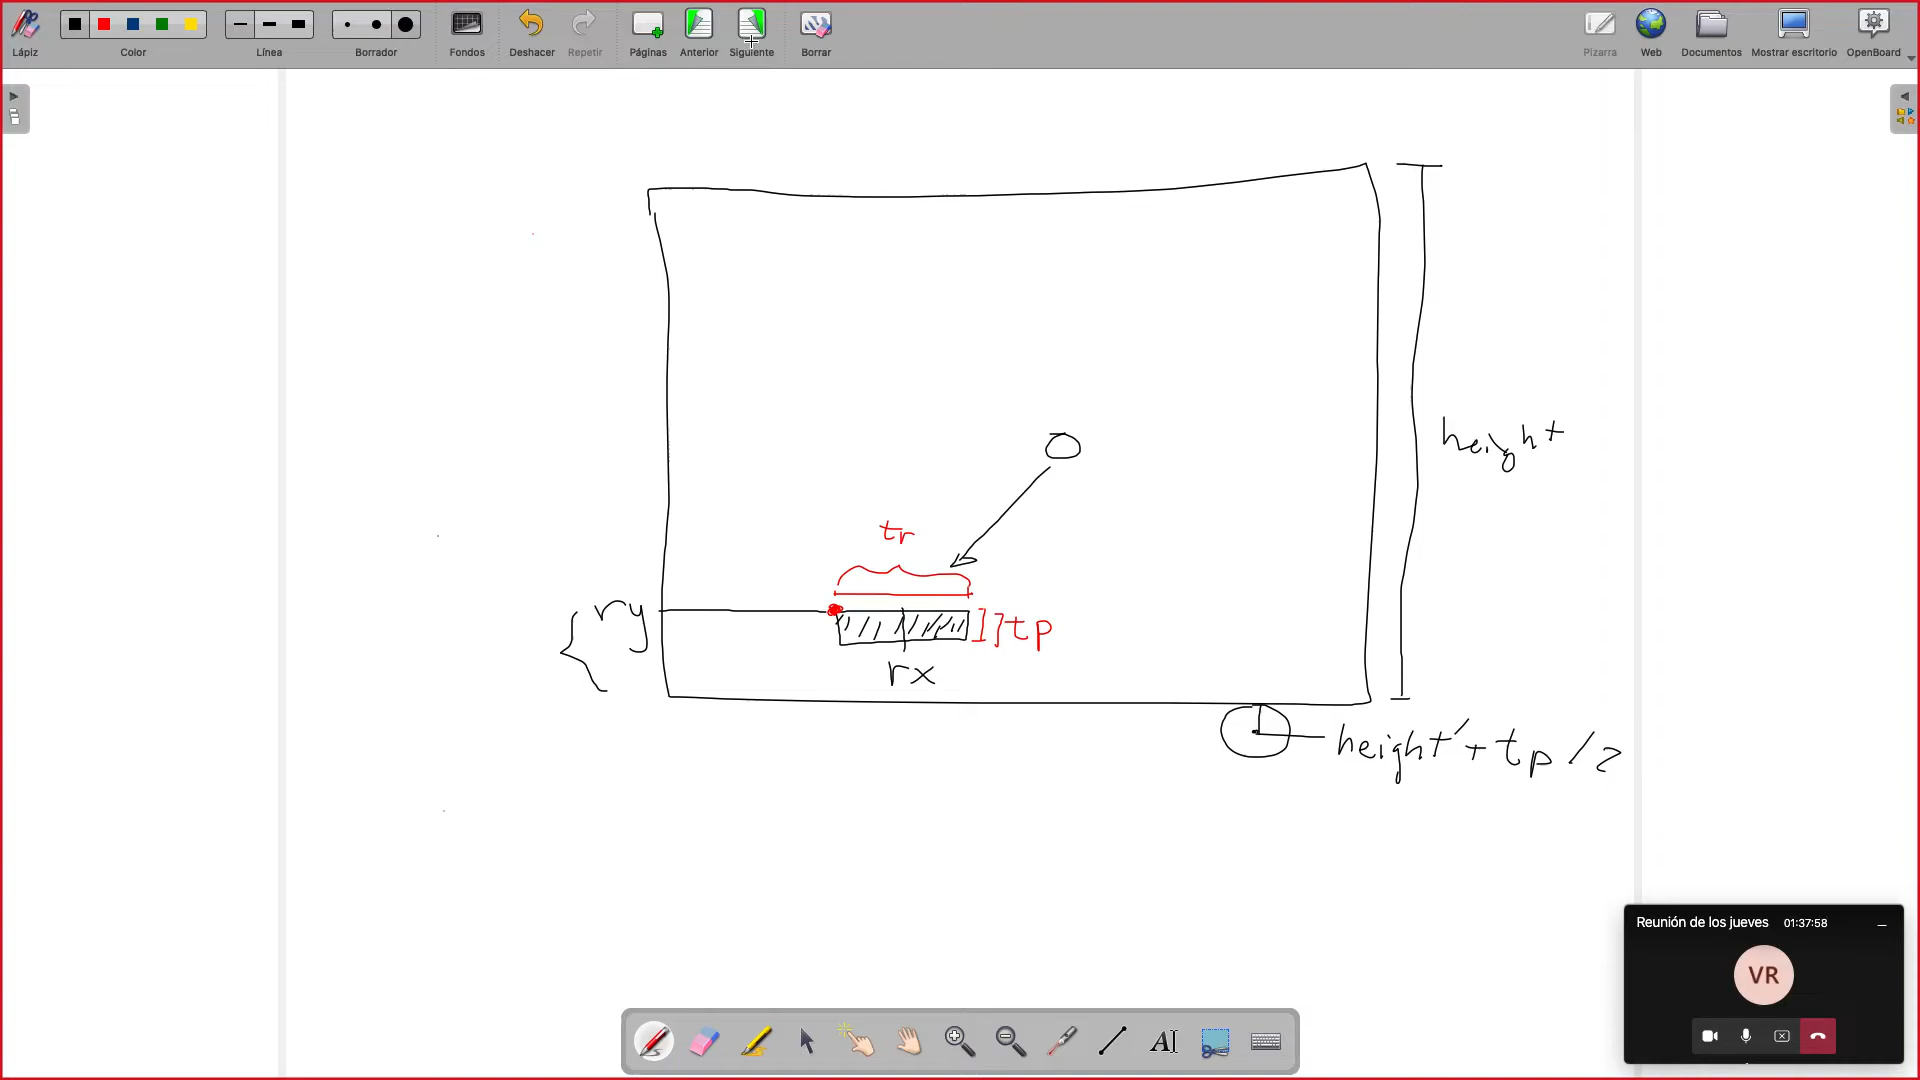 Lápiz
Color
Línea
Borrador
Fondos
Deshacer
Repetir
Páginas
Anterior
Siguiente
Borrar
Pizarra
Web
Documentos
Mostrar escritorio
OpenBoard
height
tr
ry
tp
rx
height + tp / 2
Reunión de los jueves 01:37:58
VR